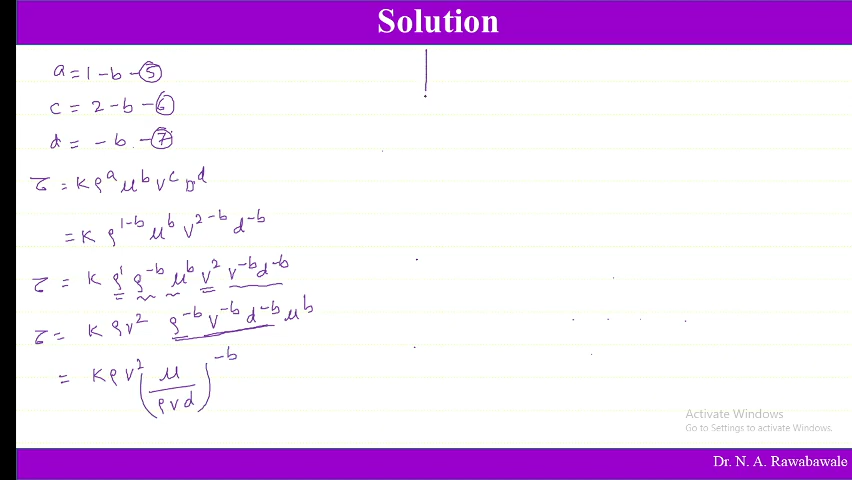 Solution
a = 1 - b - ⑤
c = 2 - b - ⑥
d = - b - ⑦
τ = K ρ^a μ^b v^c D^d
= K ρ^{1-b} μ^b v^{2-b} d^{-b}
τ = K ρ^1 ρ^{-b} μ^b v^2 v^{-b} d^{-b}
τ = K ρ v^2 ρ^{-b} v^{-b} d^{-b} μ^b
= K ρ v^2 (μ / ρ v d)^{-b}
Activate Windows
Go to Settings to activate Windows.
Dr. N. A. Rawabawale